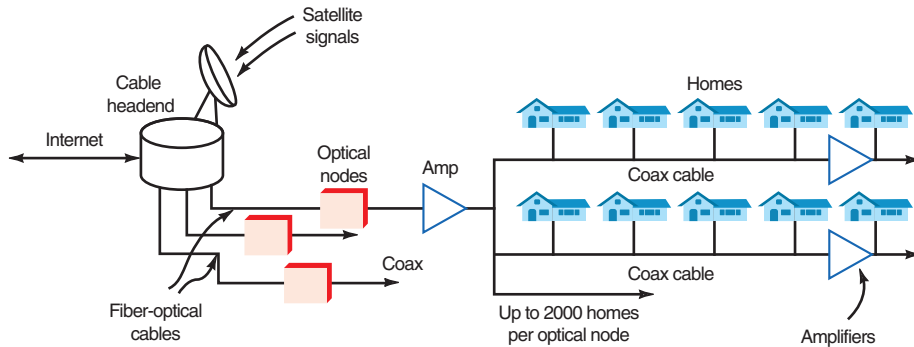 Satellite
signals
Cable
headend
Internet
Optical
nodes
Amp
Homes
Coax cable
Coax cable
Coax
Fiber-optical
cables
Up to 2000 homes
per optical node
Amplifiers